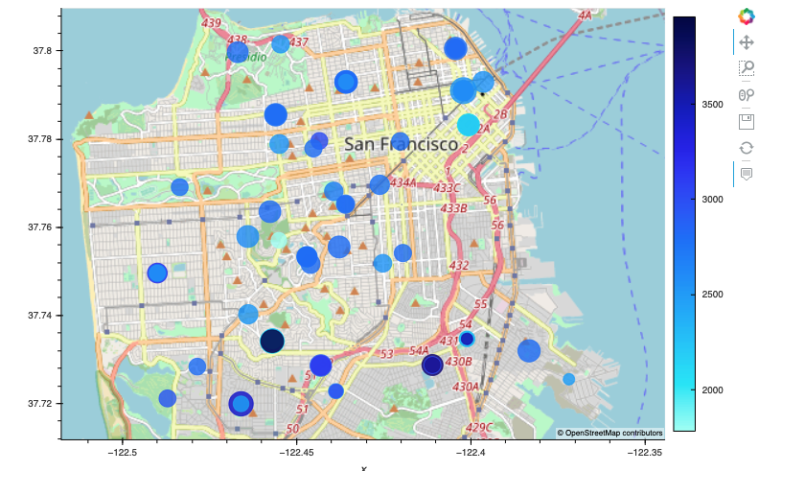 439
438
437
4A
37.8
Presidio
3500
2B
2A
37.78
San Francisco
2
1
434A
433C
3000
433B
56
37.76
56
432
2500
55
37.74
54
431
53
54A
430B
430A
2000
37.72
51
50
429C
© OpenStreetMap contributors
−122.5
−122.45
−122.4
−122.35
x